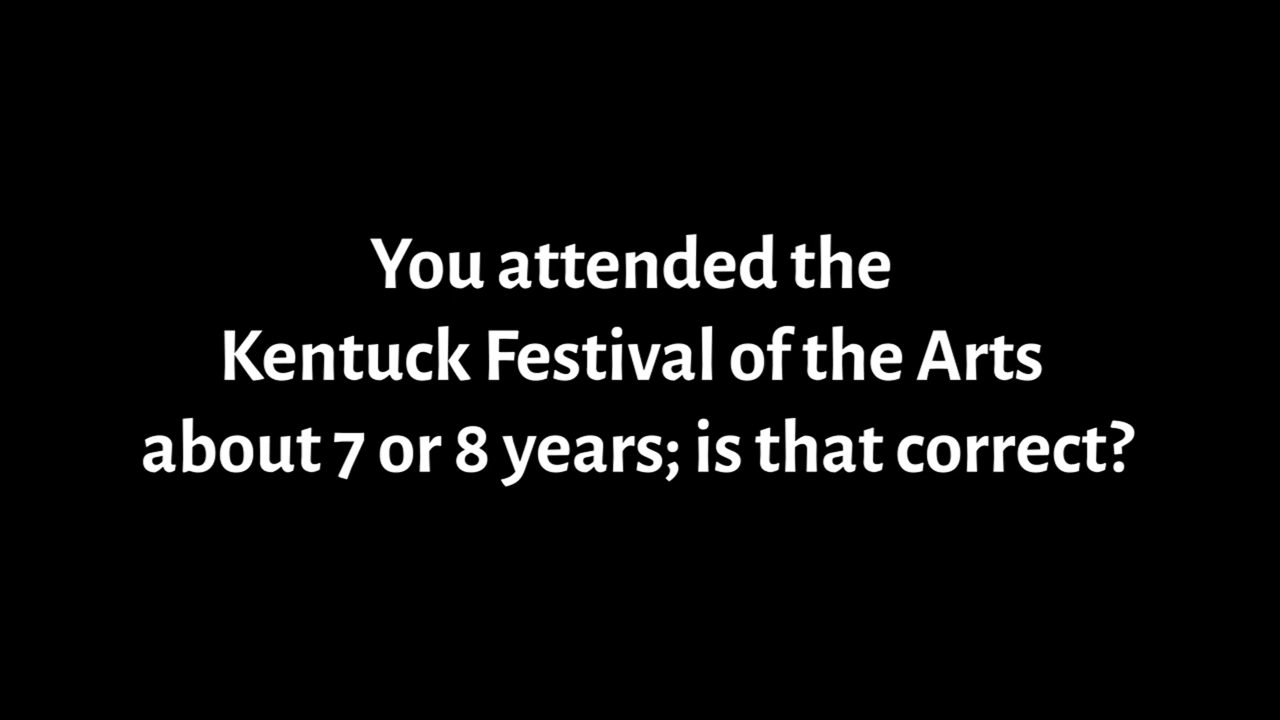 You attended the
Kentuck Festival of the Arts
about 7 or 8 years; is that correct?